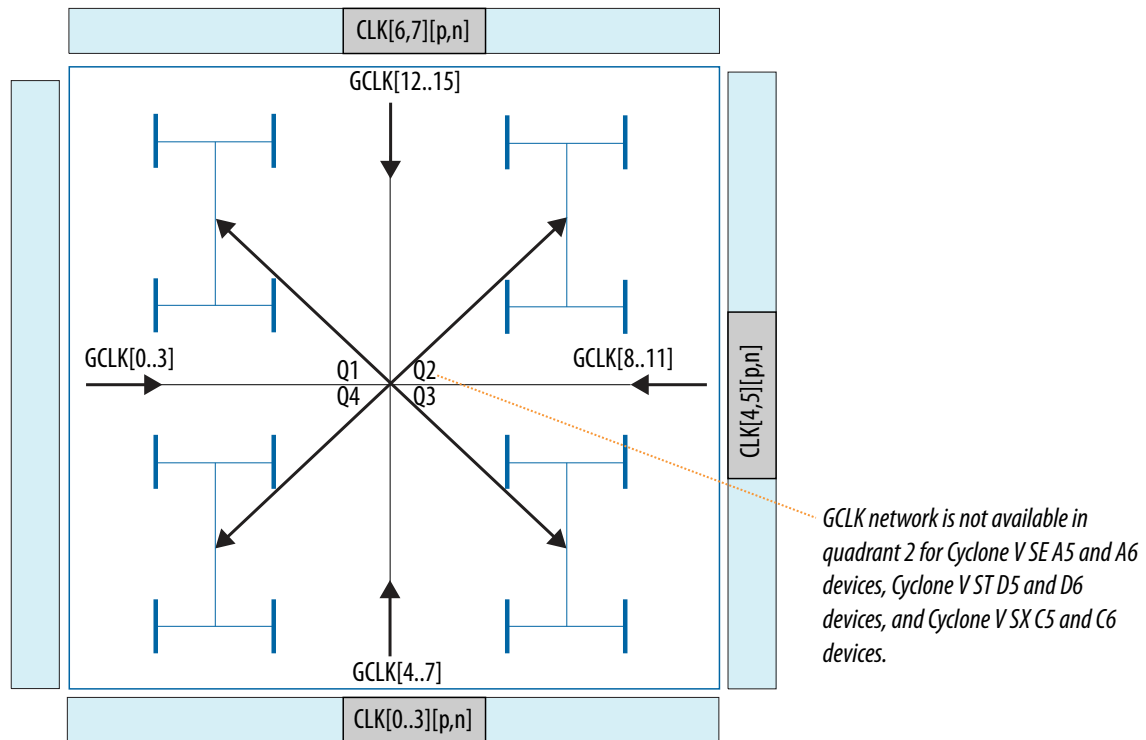 CLK[6,7][p,n]
GCLK[12..15]
GCLK[0..3]
Q1
Q2
GCLK[8..11]
Q4
Q3
CLK[4,5][p,n]
GCLK network is not available in
quadrant 2 for Cyclone V SE A5 and A6
devices, Cyclone V ST D5 and D6
devices, and Cyclone V SX C5 and C6
devices.
GCLK[4..7]
CLK[0..3][p,n]